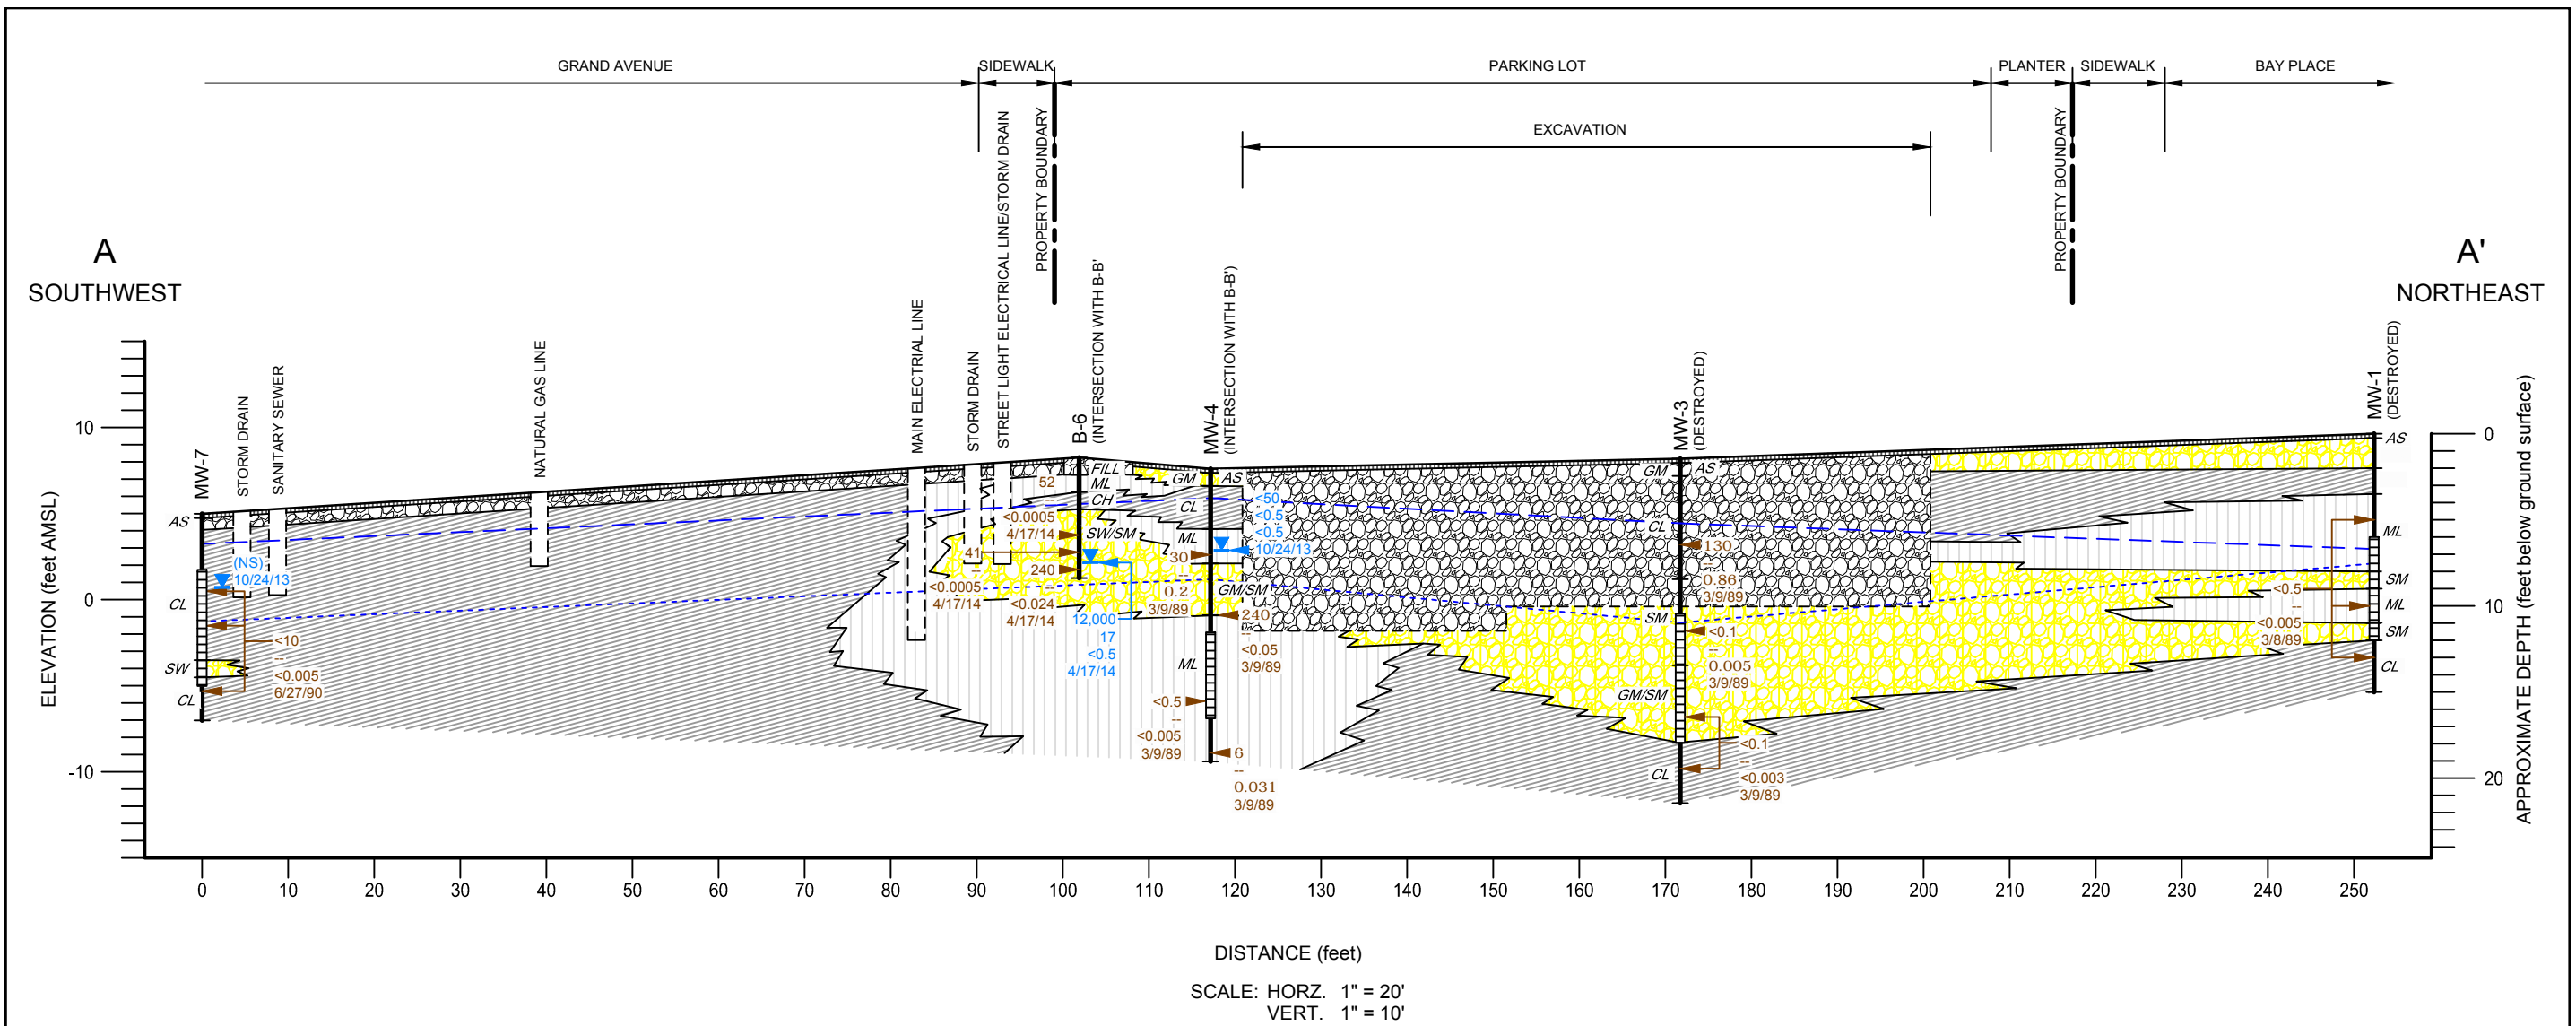 GRAND AVENUE
SIDEWALK
PARKING LOT
PLANTER
SIDEWALK
BAY PLACE
EXCAVATION
PROPERTY BOUNDARY
PROPERTY BOUNDARY
A
SOUTHWEST
A'
NORTHEAST
MW-7
STORM DRAIN
SANITARY SEWER
NATURAL GAS LINE
MAIN ELECTRIAL LINE
STORM DRAIN
STREET LIGHT ELECTRICAL LINE/STORM DRAIN
B-6
(INTERSECTION WITH B-B'
MW-4
(INTERSECTION WITH B-B')
MW-3
(DESTROYED)
MW-1
(DESTROYED)
ELEVATION (feet AMSL)
10
0
-10
AS
CL
SW
CL
(NS)
10/24/13
<10
--
<0.005
6/27/90
52
--
<0.0005
4/17/14
41
--
<0.0005
4/17/14
240
--
<0.024
4/17/14
FILL
ML
CH
SW/SM
12,000
17
<0.5
4/17/14
GM
AS
CL
ML
GM/SM
ML
30
--
0.2
3/9/89
<50
<0.5
<0.5
10/24/13
240
--
<0.05
3/9/89
<0.5
--
<0.005
3/9/89
6
--
0.031
3/9/89
GM
AS
CL
SM
GM/SM
CL
130
--
0.86
3/9/89
<0.1
--
0.005
3/9/89
<0.1
--
<0.003
3/9/89
AS
ML
SM
ML
SM
CL
<0.5
--
<0.005
3/8/89
0
10
20
APPROXIMATE DEPTH (feet below ground surface)
0 10 20 30 40 50 60 70 80 90 100 110 120 130 140 150 160 170 180 190 200 210 220 230 240 250
DISTANCE (feet)
SCALE: HORZ. 1" = 20'
VERT. 1" = 10'